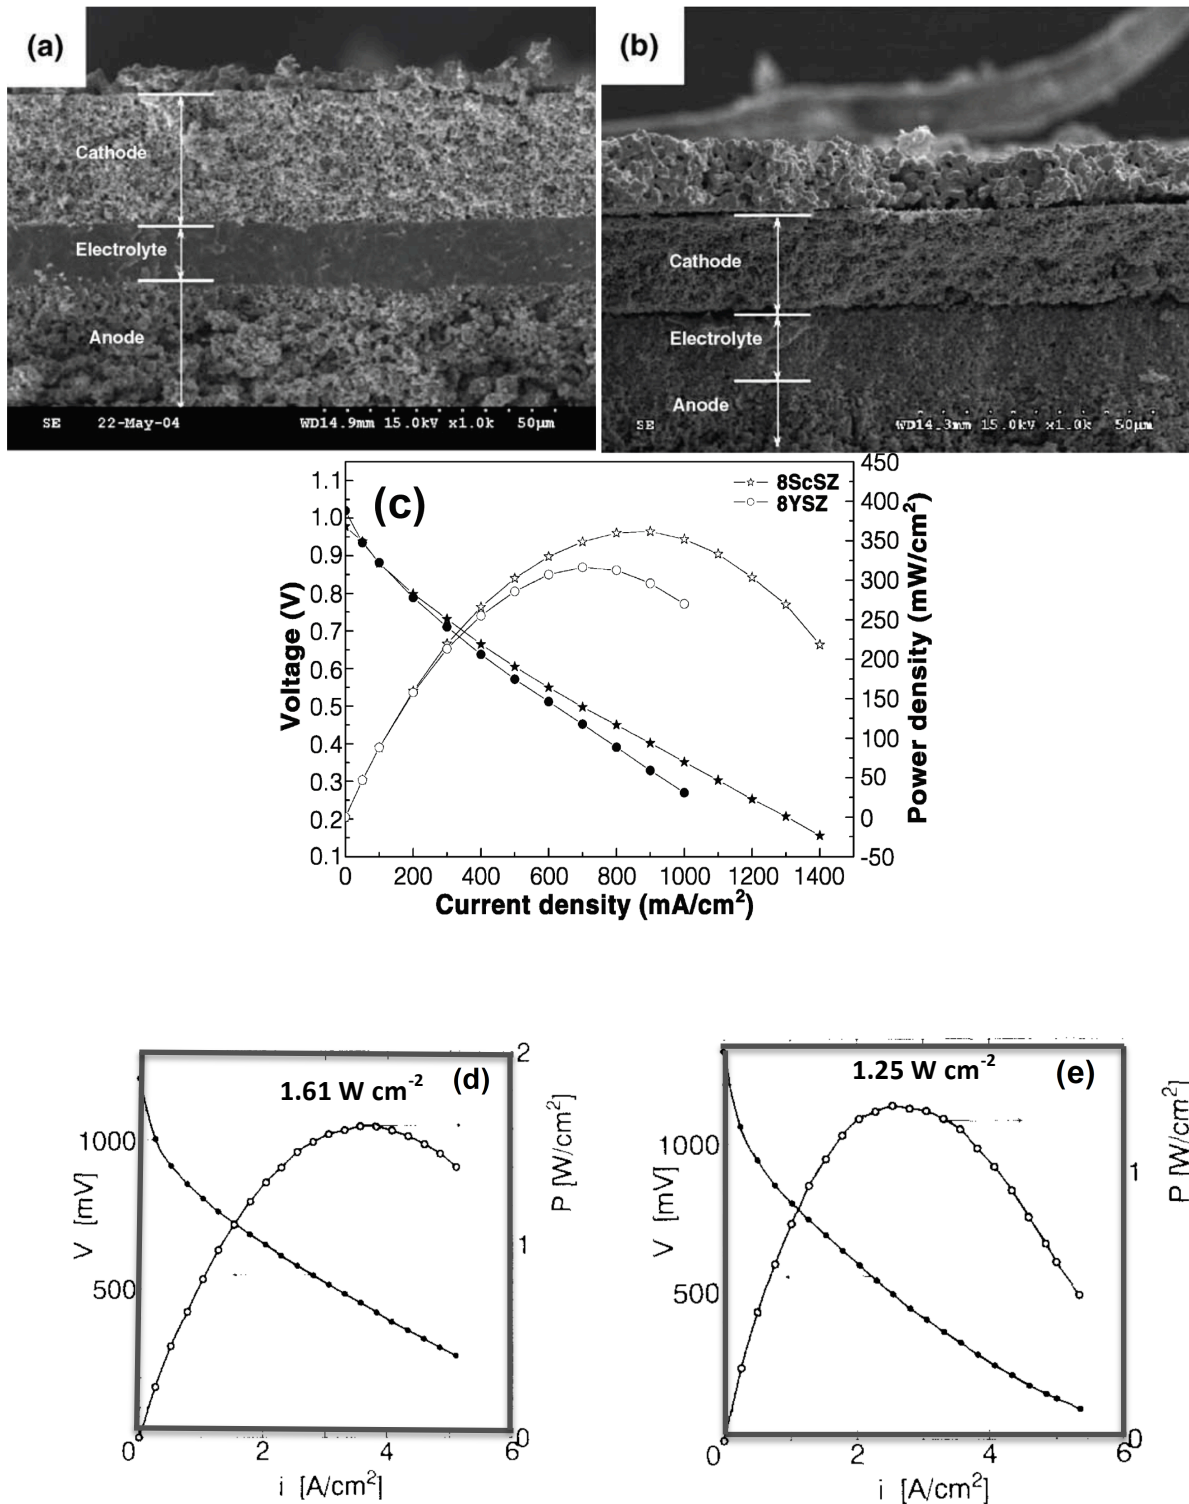 (a)
Cathode
Electrolyte
Anode
SE 22-May-04 WD14.9mm 15.0kV x1.0k 50µm
(b)
Cathode
Electrolyte
Anode
SE WD14.3mm 15.0kV x1.0k 50µm
(c)
8ScSZ
8YSZ
Voltage (V)
1.1
1.0
0.9
0.8
0.7
0.6
0.5
0.4
0.3
0.2
0.1
Power density (mW/cm²)
450
400
350
300
250
200
150
100
50
0
-50
0 200 400 600 800 1000 1200 1400
Current density (mA/cm²)
(d)
1.61 W cm⁻²
V [mV]
1000
500
P [W/cm²]
2
1
0
0 2 4 6
i [A/cm²]
(e)
1.25 W cm⁻²
V [mV]
1000
500
P [W/cm²]
1
0
0 2 4 6
i [A/cm²]